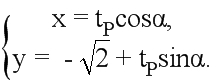 x = t_P cosα,
y = - √2 + t_P sinα.